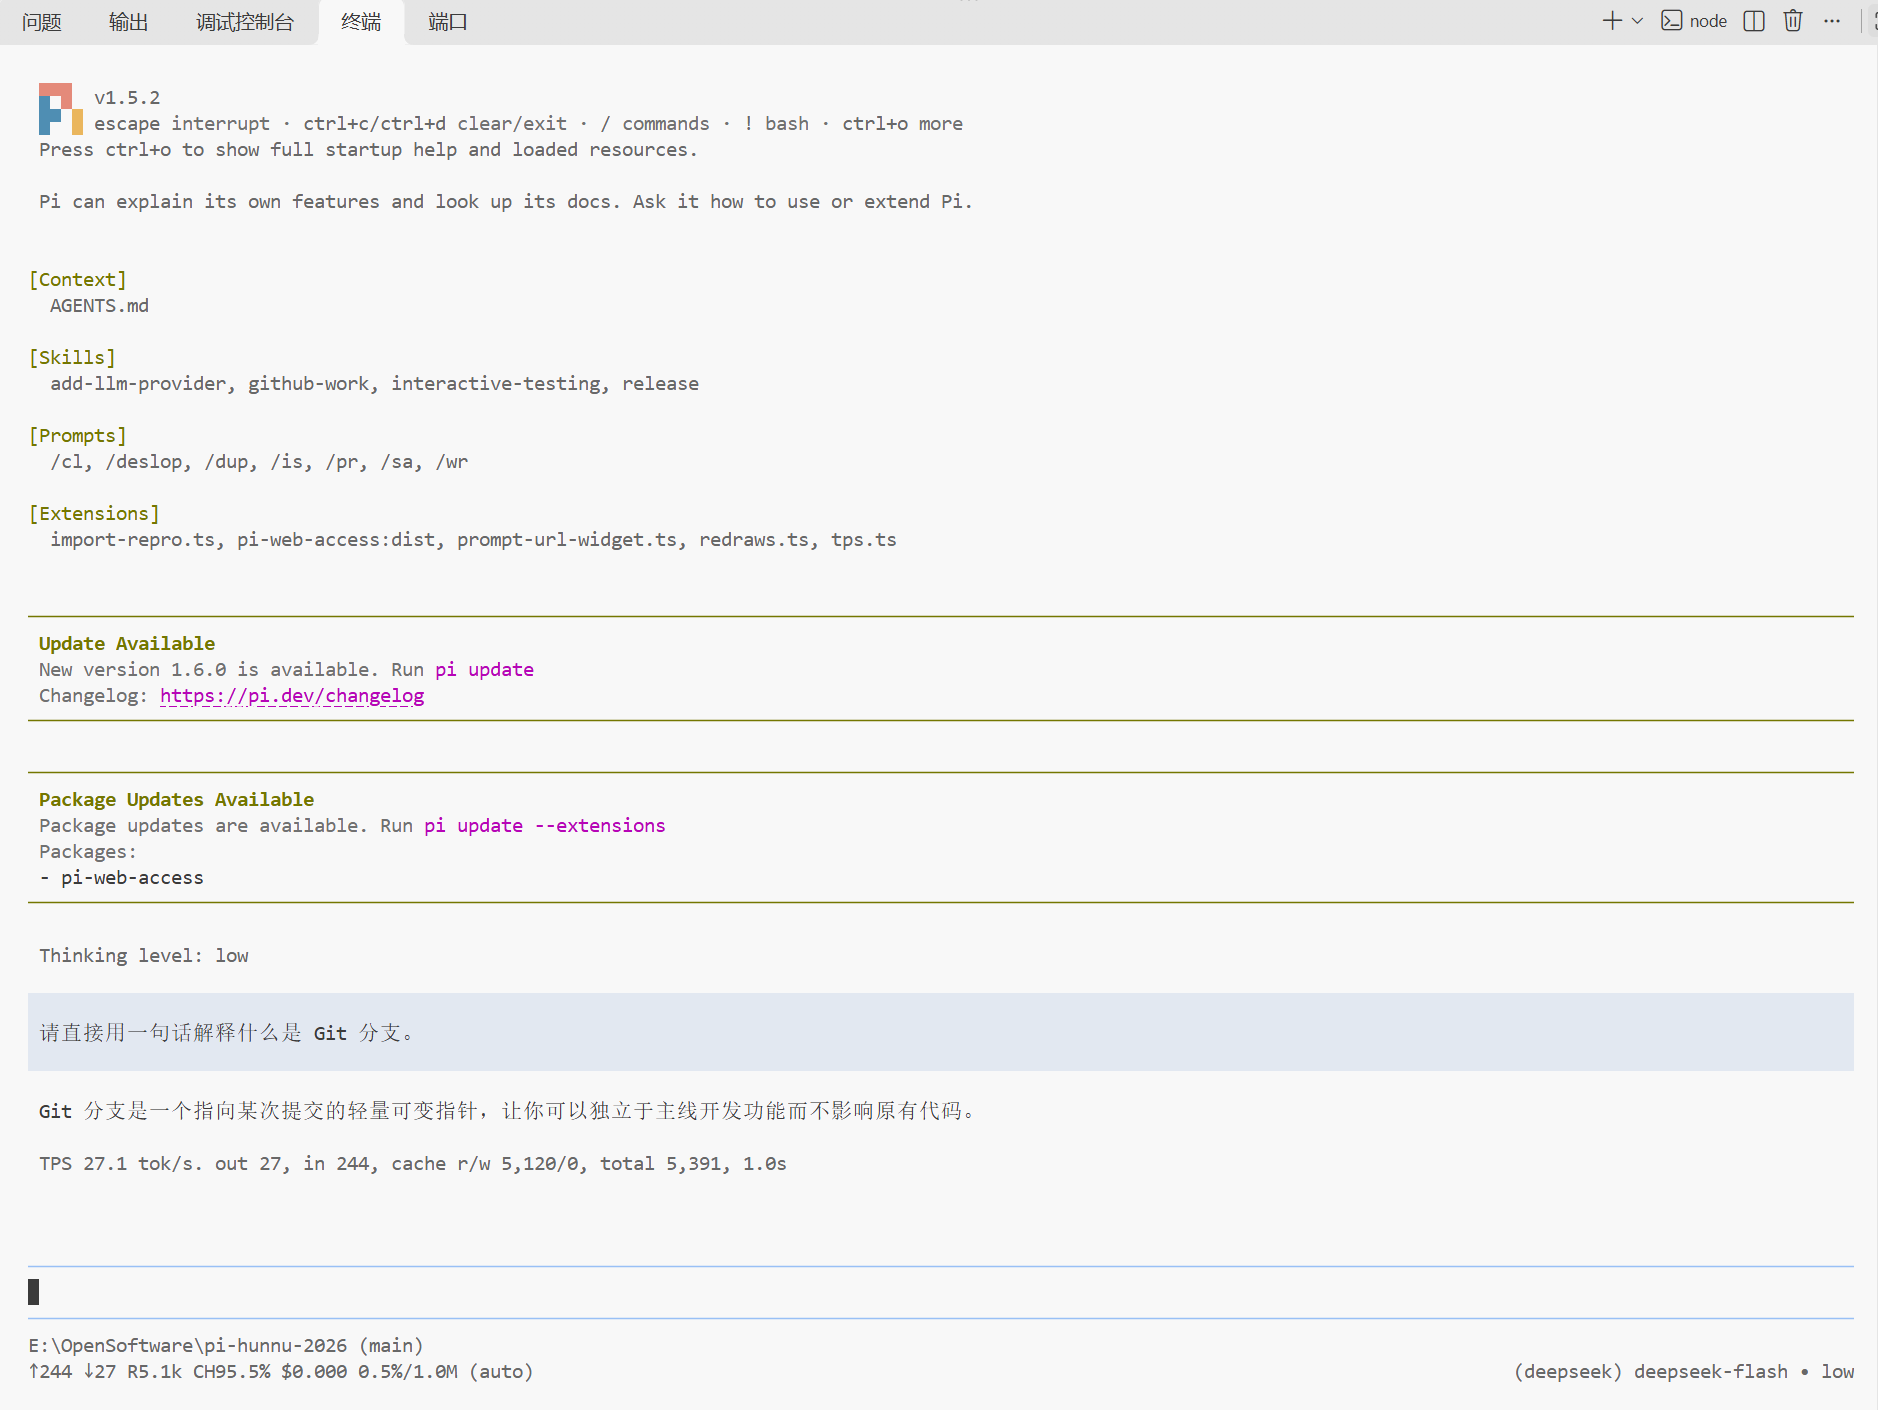 问题 输出 调试控制台 终端 端口 node
v1.5.2
escape interrupt · ctrl+c/ctrl+d clear/exit · / commands · ! bash · ctrl+o more
Press ctrl+o to show full startup help and loaded resources.
Pi can explain its own features and look up its docs. Ask it how to use or extend Pi.
[Context]
AGENTS.md
[Skills]
add-llm-provider, github-work, interactive-testing, release
[Prompts]
/cl, /deslop, /dup, /is, /pr, /sa, /wr
[Extensions]
import-repro.ts, pi-web-access:dist, prompt-url-widget.ts, redraws.ts, tps.ts
Update Available
New version 1.6.0 is available. Run pi update
Changelog: https://pi.dev/changelog
Package Updates Available
Package updates are available. Run pi update --extensions
Packages:
- pi-web-access
Thinking level: low
请直接用一句话解释什么是 Git 分支。
Git 分支是一个指向某次提交的轻量可变指针，让你可以独立于主线开发功能而不影响原有代码。
TPS 27.1 tok/s. out 27, in 244, cache r/w 5,120/0, total 5,391, 1.0s
E:\OpenSoftware\pi-hunnu-2026 (main)
↑244 ↓27 R5.1k CH95.5% $0.000 0.5%/1.0M (auto) (deepseek) deepseek-flash • low